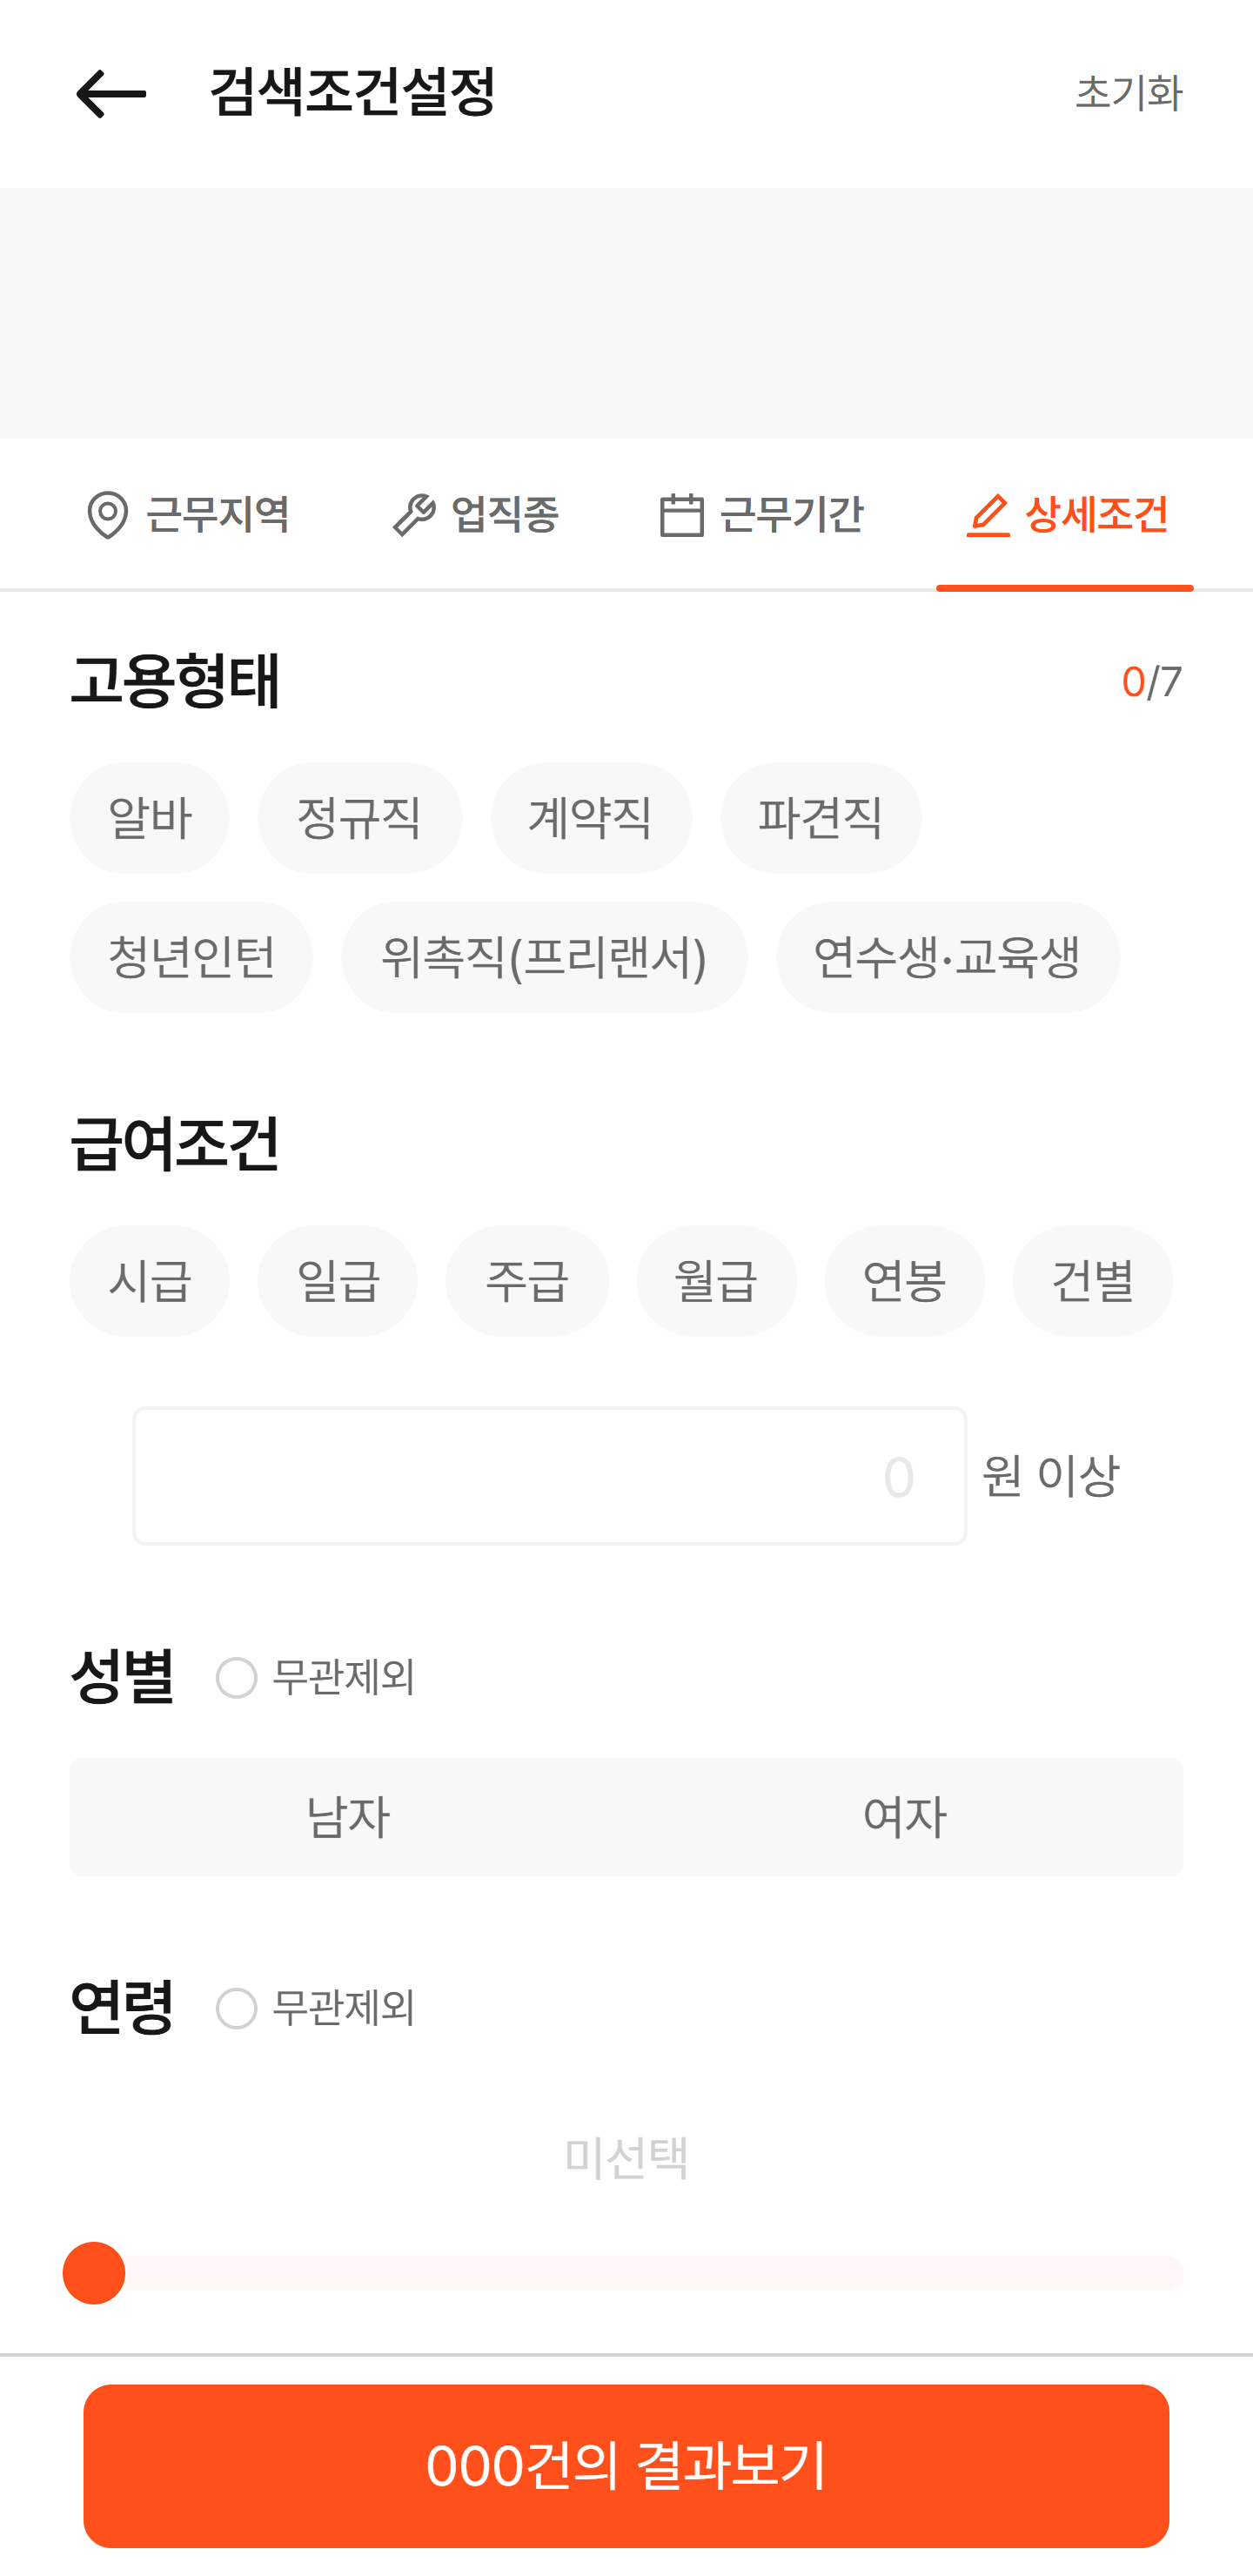 검색조건설정 초기화
근무지역 업직종 근무기간 상세조건
고용형태 0/7
알바 정규직 계약직 파견직
청년인턴 위촉직(프리랜서) 연수생·교육생
급여조건
시급 일급 주급 월급 연봉 건별
0 원 이상
성별 무관제외
남자 여자
연령 무관제외
미선택
000건의 결과보기